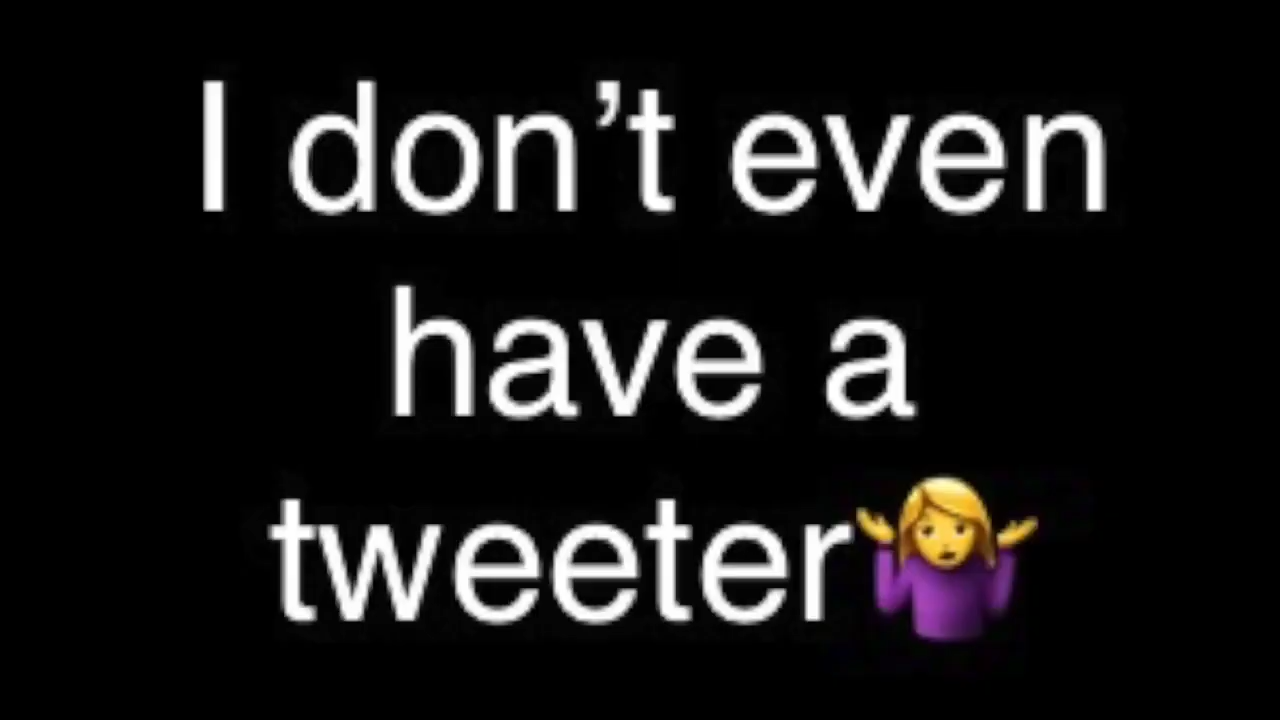 I don’t even
have a
tweeter🤷‍♀️